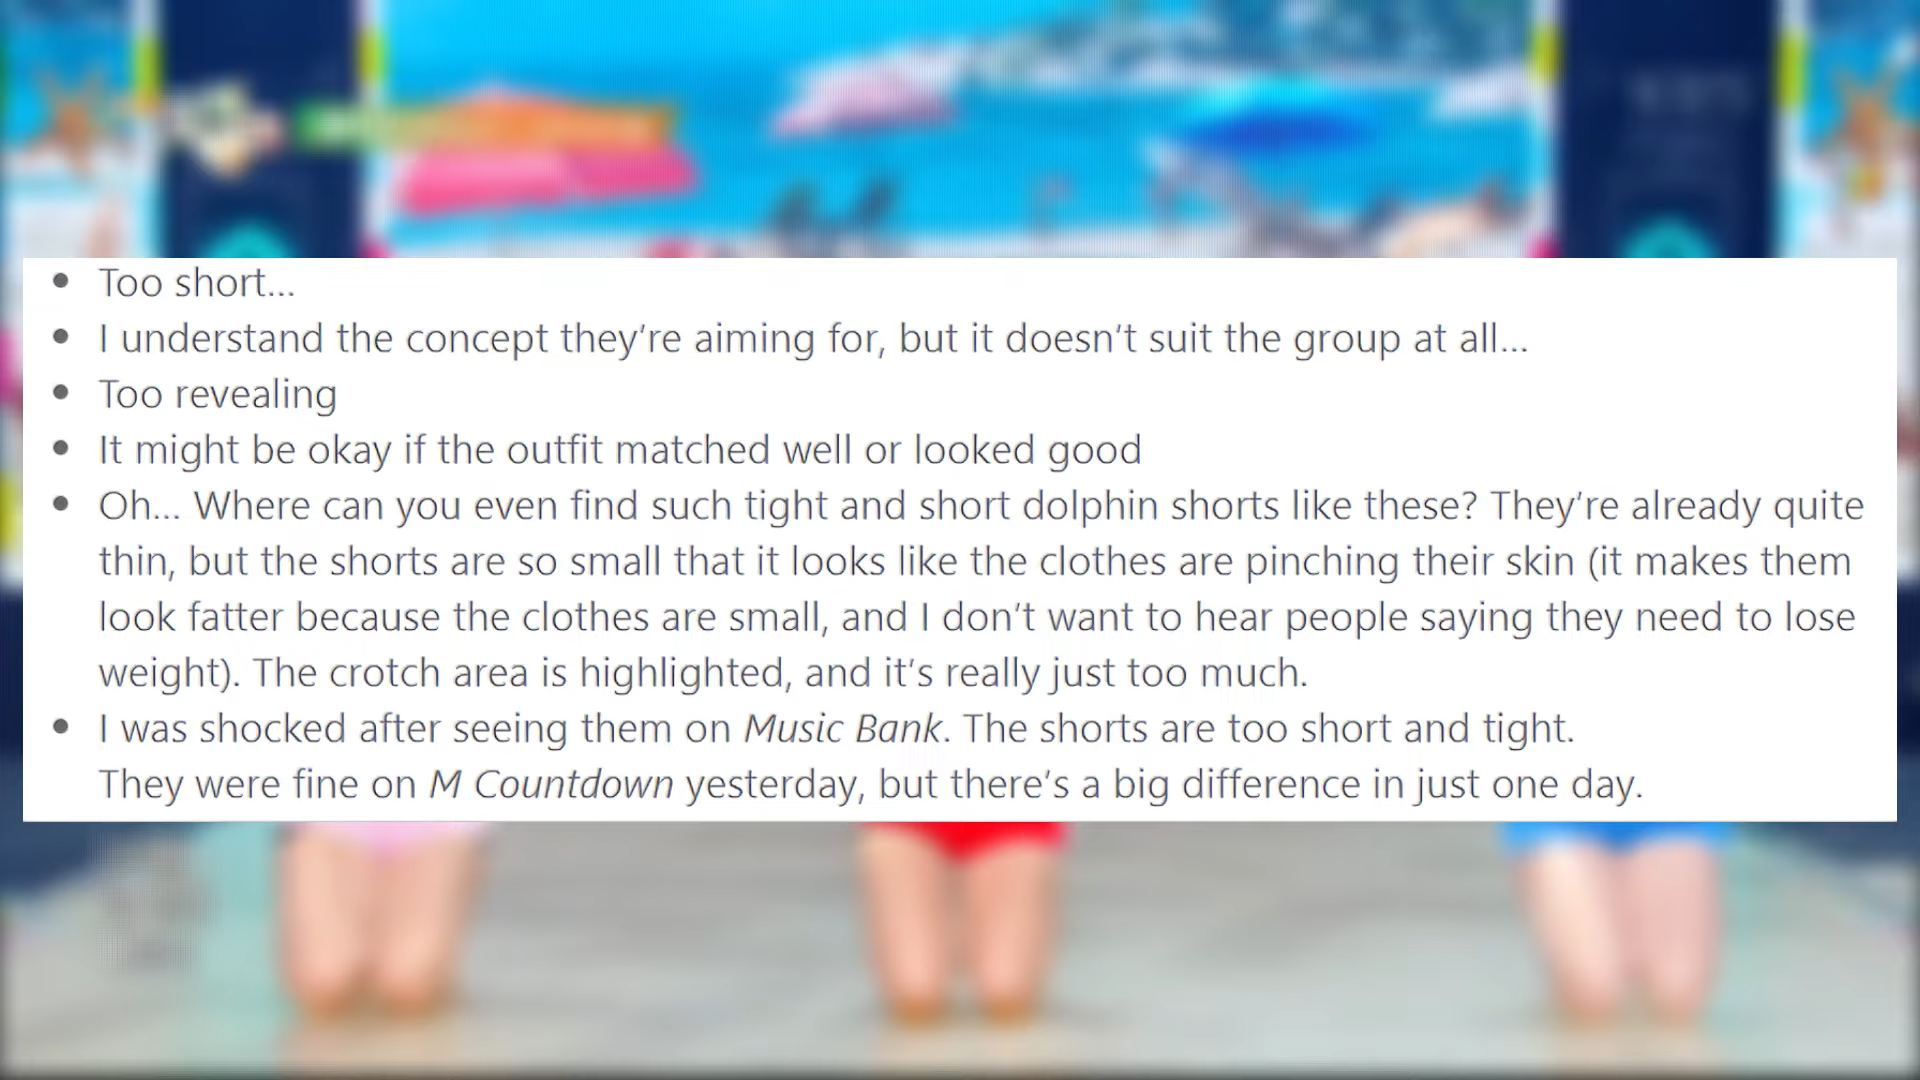 Too short...
I understand the concept they're aiming for, but it doesn't suit the group at all...
Too revealing
It might be okay if the outfit matched well or looked good
Oh... Where can you even find such tight and short dolphin shorts like these? They're already quite
thin, but the shorts are so small that it looks like the clothes are pinching their skin (it makes them
look fatter because the clothes are small, and I don't want to hear people saying they need to lose
weight). The crotch area is highlighted, and it's really just too much.
I was shocked after seeing them on Music Bank. The shorts are too short and tight.
They were fine on M Countdown yesterday, but there's a big difference in just one day.